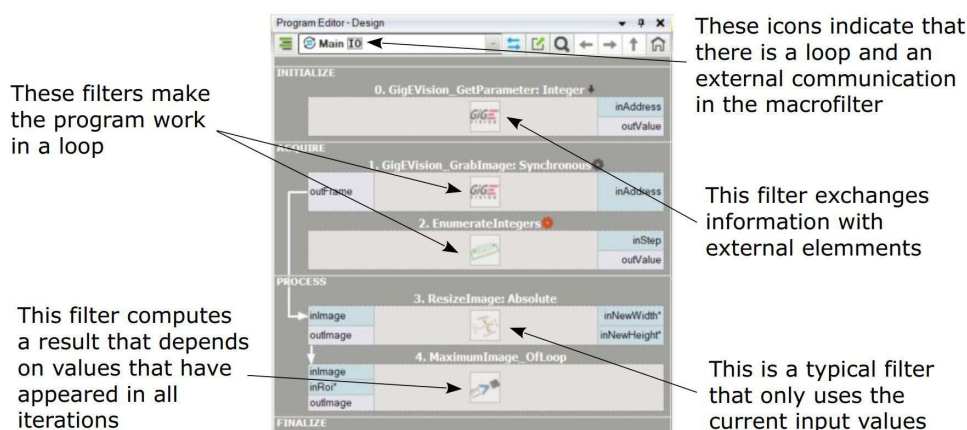 Program Editor - Design
Main IO
These icons indicate that
there is a loop and an
external communication
in the macrofilter
These filters make
the program work
in a loop
INITIALIZE
0. GigEVision_GetParameter: Integer
GIGE
VISION
inAddress
outValue
ACQUIRE
1. GigEVision_GrabImage: Synchronous
outFrame
GIGE
VISION
inAddress
2. EnumerateIntegers
inStep
outValue
This filter exchanges
information with
external elemments
PROCESS
3. ResizeImage: Absolute
inImage
outImage
inNewWidth*
inNewHeight*
4. MaximumImage_OfLoop
inImage
inRoi*
outImage
FINALIZE
This filter computes
a result that depends
on values that have
appeared in all
iterations
This is a typical filter
that only uses the
current input values